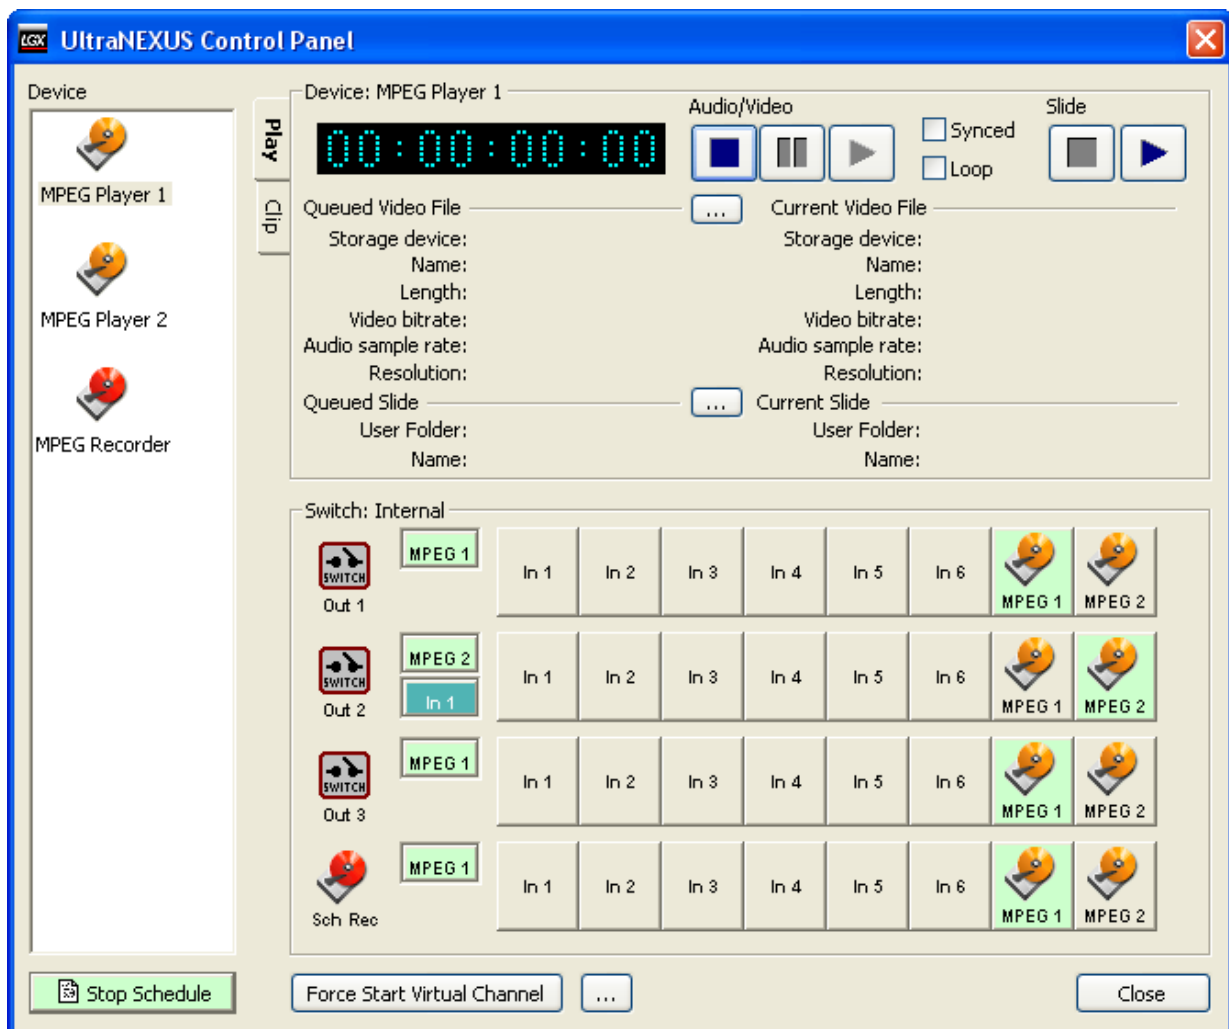 LGX UltraNEXUS Control Panel
Device
MPEG Player 1
MPEG Player 2
MPEG Recorder
Play
Clip
Device: MPEG Player 1
00:00:00:00
Audio/Video
Synced
Loop
Slide
Queued Video File ... Current Video File
Storage device: Storage device:
Name: Name:
Length: Length:
Video bitrate: Video bitrate:
Audio sample rate: Audio sample rate:
Resolution: Resolution:
Queued Slide ... Current Slide
User Folder: User Folder:
Name: Name:
Switch: Internal
SWITCH
Out 1
MPEG 1
In 1 In 2 In 3 In 4 In 5 In 6 MPEG 1 MPEG 2
SWITCH
Out 2
MPEG 2
In 1
In 1 In 2 In 3 In 4 In 5 In 6 MPEG 1 MPEG 2
SWITCH
Out 3
MPEG 1
In 1 In 2 In 3 In 4 In 5 In 6 MPEG 1 MPEG 2
Sch Rec
MPEG 1
In 1 In 2 In 3 In 4 In 5 In 6 MPEG 1 MPEG 2
Stop Schedule
Force Start Virtual Channel ... Close